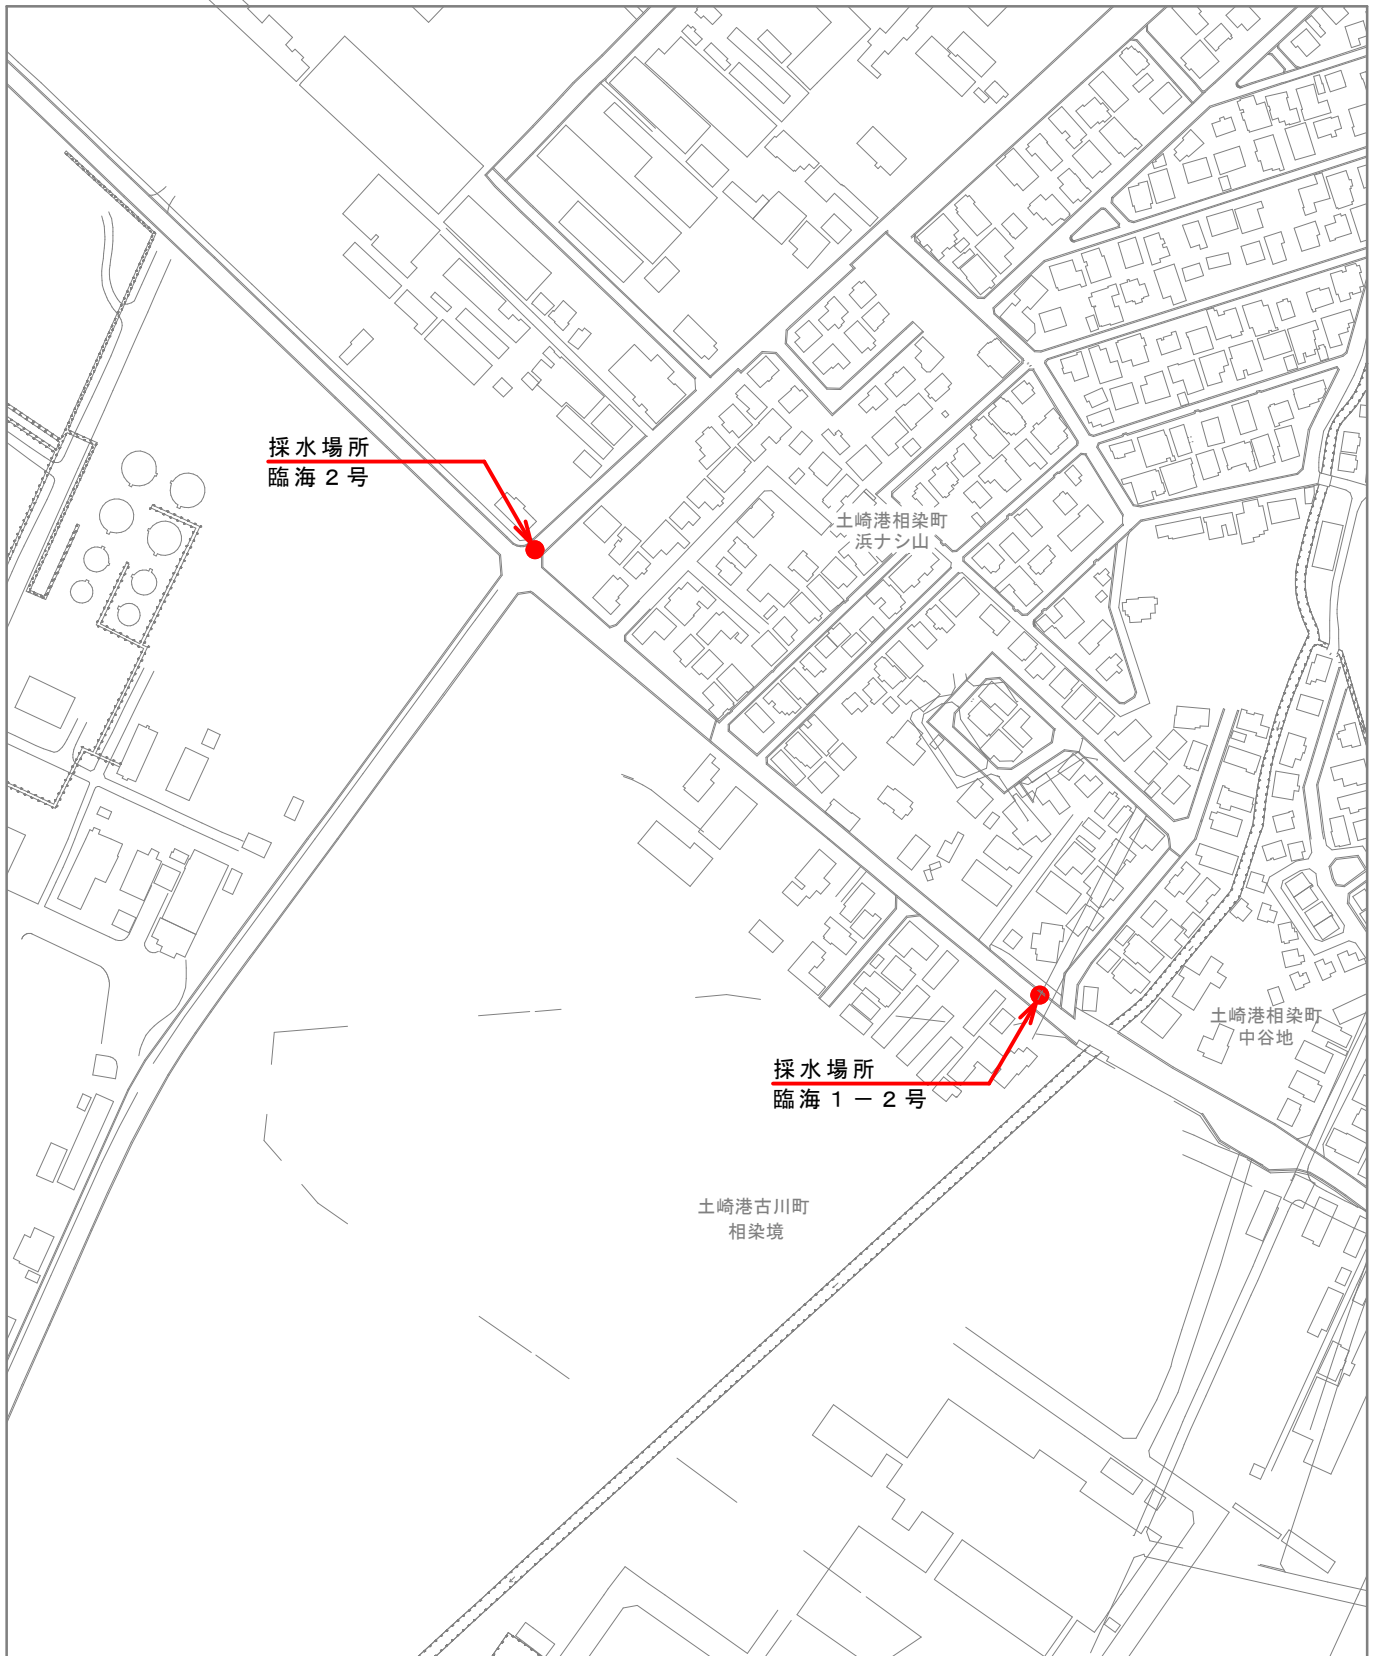 採水場所
臨海２号
土崎港相染町
浜ナシ山
土崎港相染町
中谷地
採水場所
臨海１－２号
土崎港古川町
相染境